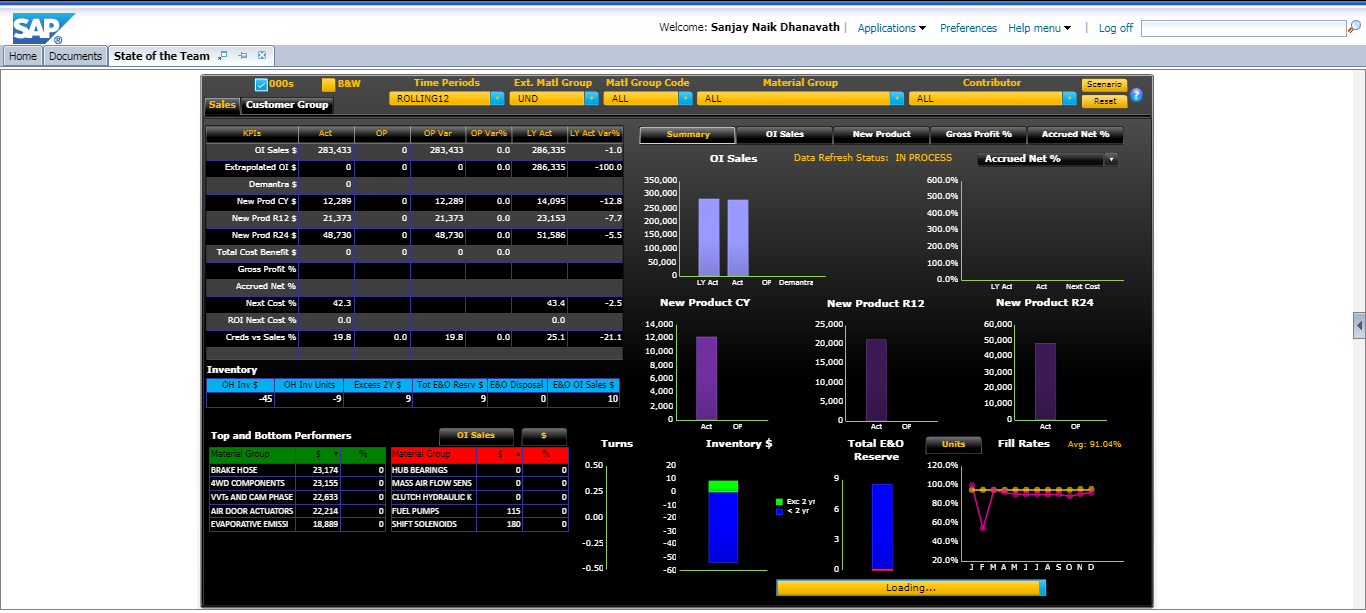 SAP ®
Welcome: Sanjay Naik Dhanavath | Applications Preferences Help menu | Log off
Home Documents State of the Team
000s B&W Time Periods Ext. Matl Group Matl Group Code Material Group Contributor Scenario
ROLLING12 UND ALL ALL ALL Reset ?
Sales Customer Group
KPIs Act OP OP Var OP Var% LY Act LY Act Var%
OI Sales $ 283,433 0 283,433 0.0 286,335 -1.0
Extrapolated OI $ 0 0 0 0.0 286,335 -100.0
Demantra $ 0
New Prod CY $ 12,289 0 12,289 0.0 14,095 -12.8
New Prod R12 $ 21,373 0 21,373 0.0 23,153 -7.7
New Prod R24 $ 48,730 0 48,730 0.0 51,586 -5.5
Total Cost Benefit $ 0 0 0 0.0
Gross Profit %
Accrued Net %
Next Cost % 42.3 43.4 -2.5
ROI Next Cost % 0.0 0.0
Creds vs Sales % 19.8 0.0 19.8 0.0 25.1 -21.1
Inventory
OH Inv $ OH Inv Units Excess 2Y $ Tot E&O Resrv $ E&O Disposal E&O OI Sales $
-45 -9 9 9 0 10
Top and Bottom Performers OI Sales $
Material Group $ % Material Group $ %
BRAKE HOSE 23,174 0 HUB BEARINGS 0 0
4WD COMPONENTS 23,155 0 MASS AIR FLOW SENS 0 0
VVTs AND CAM PHASE 22,633 0 CLUTCH HYDRAULIC K 0 0
AIR DOOR ACTUATORS 22,214 0 FUEL PUMPS 115 0
EVAPORATIVE EMISSI 18,889 0 SHIFT SOLENOIDS 180 0
Summary OI Sales New Product Gross Profit % Accrued Net %
OI Sales Data Refresh Status: IN PROCESS Accrued Net %
350,000
300,000
250,000
200,000
150,000
100,000
50,000
0
LY Act Act OP Demantra
600.0%
500.0%
400.0%
300.0%
200.0%
100.0%
0.0%
LY Act Act Next Cost
New Product CY
14,000
12,000
10,000
8,000
6,000
4,000
2,000
0
Act OP
New Product R12
25,000
20,000
15,000
10,000
5,000
0
Act OP
New Product R24
60,000
50,000
40,000
30,000
20,000
10,000
0
Act OP
Turns
0.50
0.25
0.00
-0.25
-0.50
Inventory $
20
10
0
-10
-20
-30
-40
-50
-60
Exc 2 yr
< 2 yr
Total E&O
Reserve
9
6
3
0
Units Fill Rates Avg: 91.04%
120.0%
100.0%
80.0%
60.0%
40.0%
20.0%
J F M A M J J A S O N D
Loading...